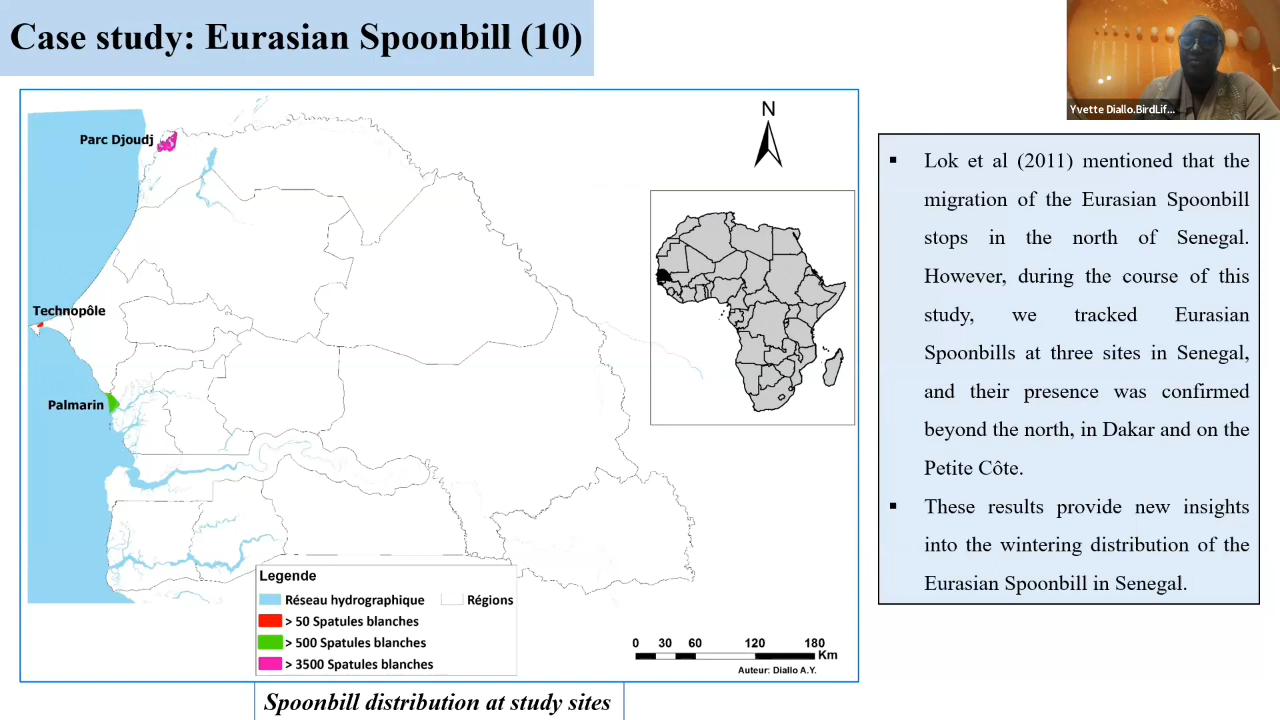 Case study: Eurasian Spoonbill (10)
Yvette Diallo.BirdLif...
Parc Djoudj
Technopôle
Palmarin
N
Legende
Réseau hydrographique
Régions
> 50 Spatules blanches
> 500 Spatules blanches
> 3500 Spatules blanches
0 30 60 120 180
Km
Auteur: Diallo A.Y.
Spoonbill distribution at study sites
▪ Lok et al (2011) mentioned that the
migration of the Eurasian Spoonbill
stops in the north of Senegal.
However, during the course of this
study, we tracked Eurasian
Spoonbills at three sites in Senegal,
and their presence was confirmed
beyond the north, in Dakar and on the
Petite Côte.
▪ These results provide new insights
into the wintering distribution of the
Eurasian Spoonbill in Senegal.